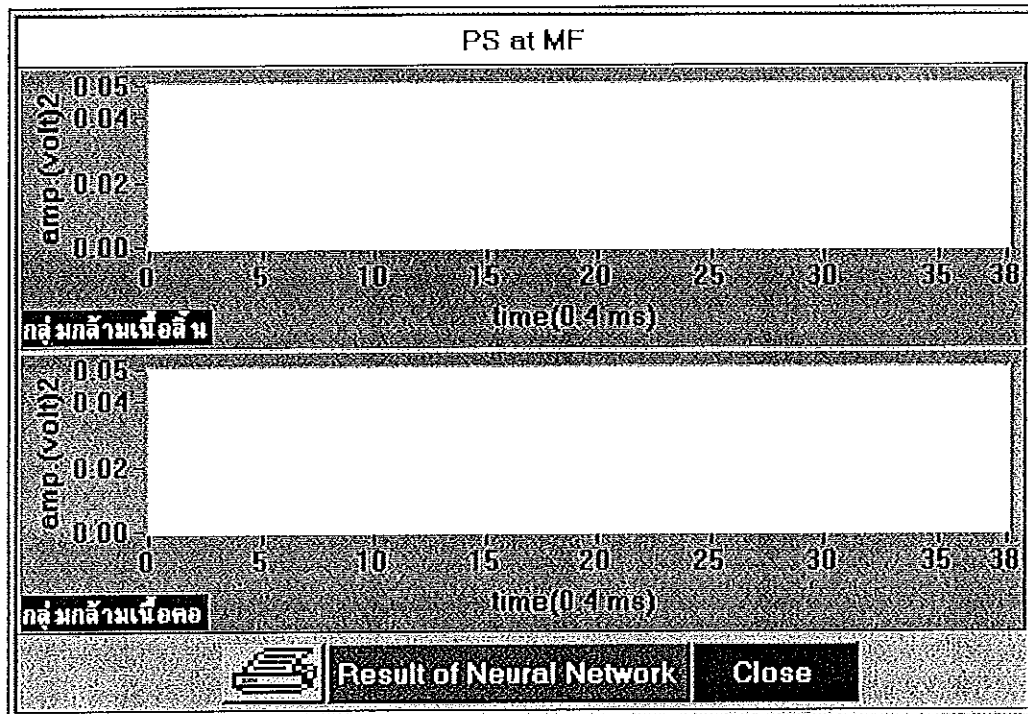 PS at MF
amp.(volt)2
0.05
0.04
0.02
0.00
0 5 10 15 20 25 30 35 38
time(0.4 ms)
กลุ่มกล้ามเนื้อลิ้น
amp.(volt)2
0.05
0.04
0.02
0.00
0 5 10 15 20 25 30 35 38
time(0.4 ms)
กลุ่มกล้ามเนื้อคอ
Result of Neural Network
Close